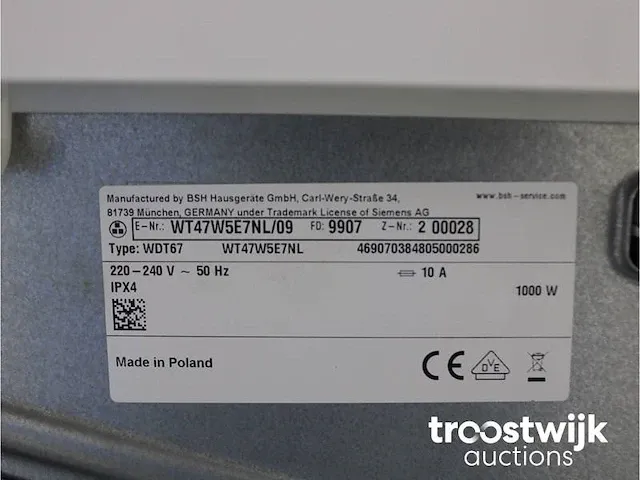 Manufactured by BSH Hausgeräte GmbH, Carl-Wery-Straße 34,
www.bsh-service.com
81739 München, GERMANY under Trademark License of Siemens AG
E-Nr.: WT47W5E7NL/09 FD: 9907 Z-Nr.: 2 00028
Type: WDT67 WT47W5E7NL 469070384805000286
220-240 V ~ 50 Hz 10 A
IPX4
1000 W
Made in Poland
CE DVE
troostwijk
auctions